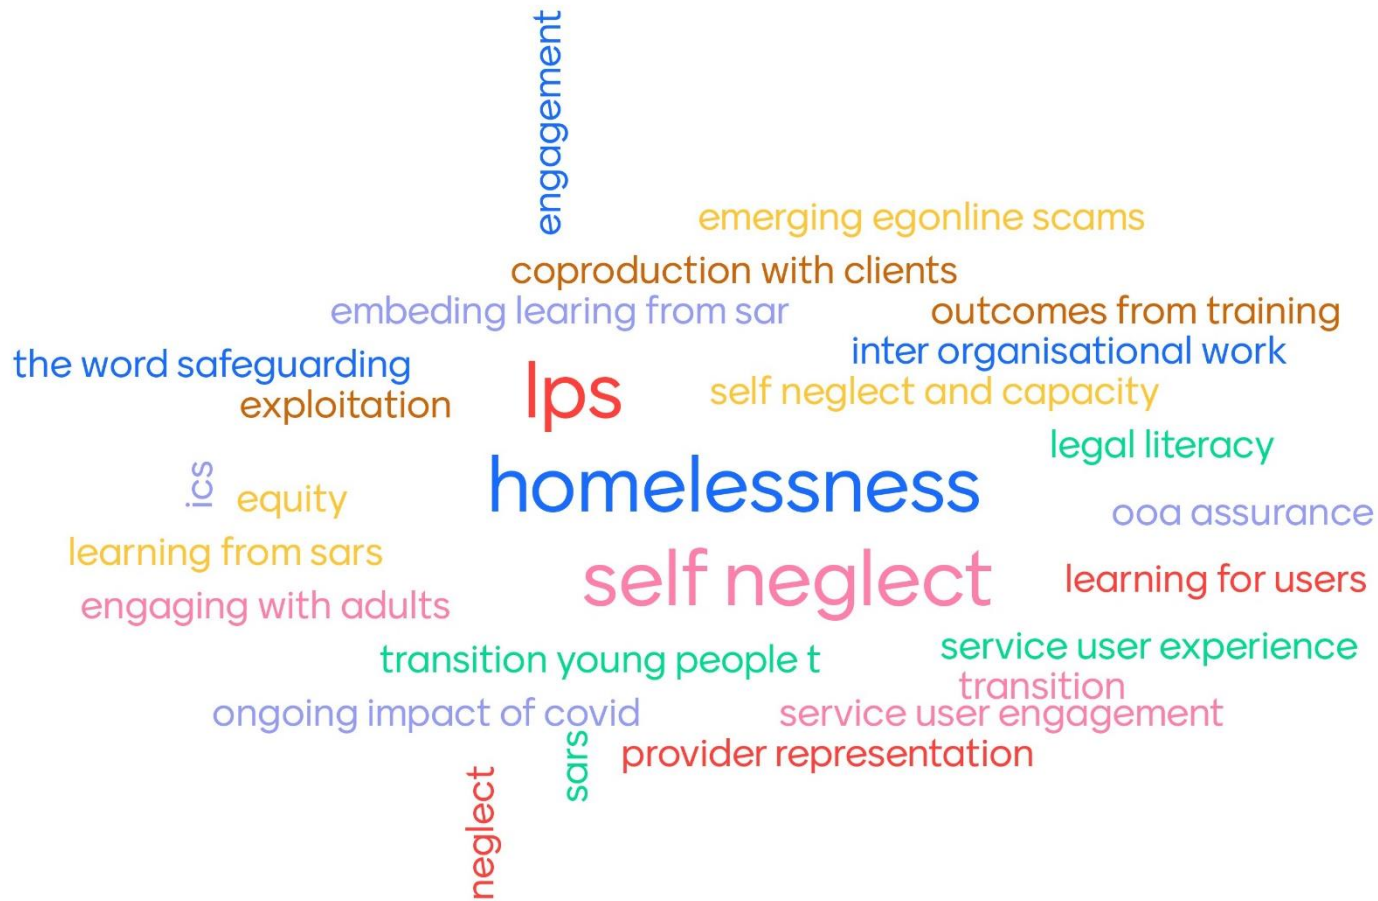 engagement
emerging egonline scams
coproduction with clients
embeding learing from sar
outcomes from training
inter organisational work
the word safeguarding
lps
self neglect and capacity
exploitation
legal literacy
homelessness
ics
equity
ooa assurance
learning from sars
self neglect
learning for users
engaging with adults
service user experience
transition young people t
transition
ongoing impact of covid
service user engagement
sars
provider representation
neglect